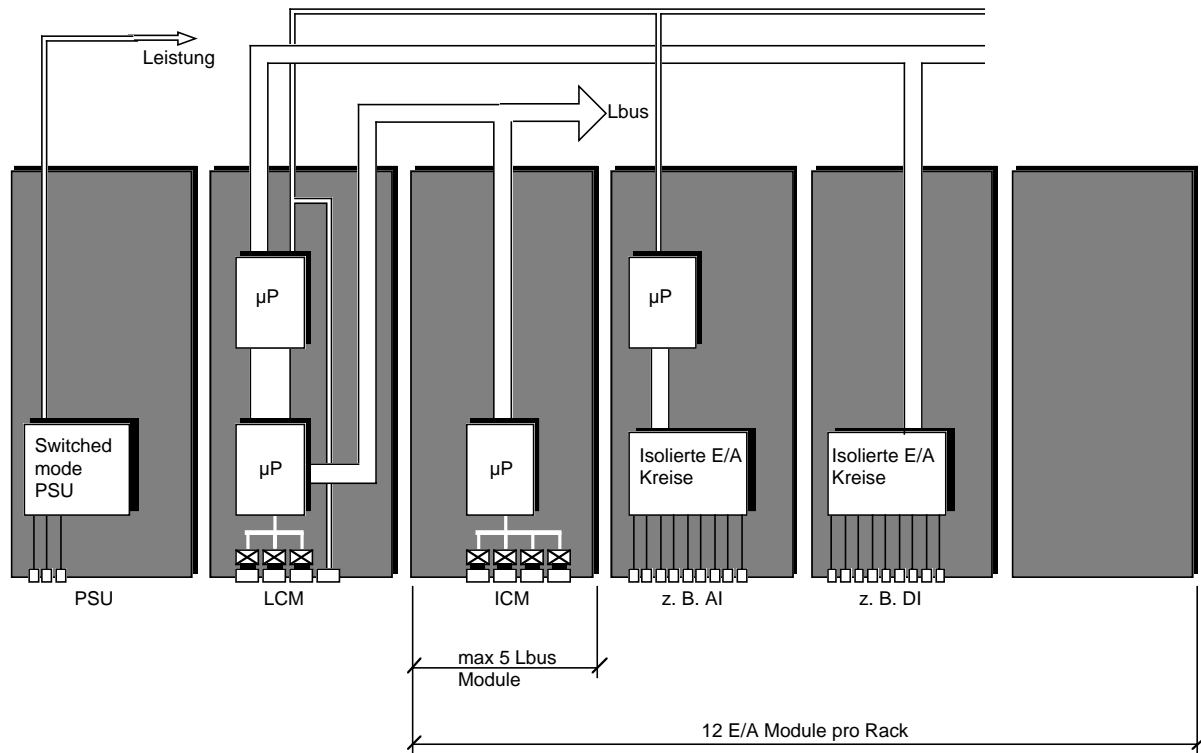 Leistung
Lbus
µP
µP
Switched
mode
PSU
µP
µP
Isolierte E/A
Kreise
Isolierte E/A
Kreise
PSU
LCM
ICM
z. B. AI
z. B. DI
max 5 Lbus
Module
12 E/A Module pro Rack